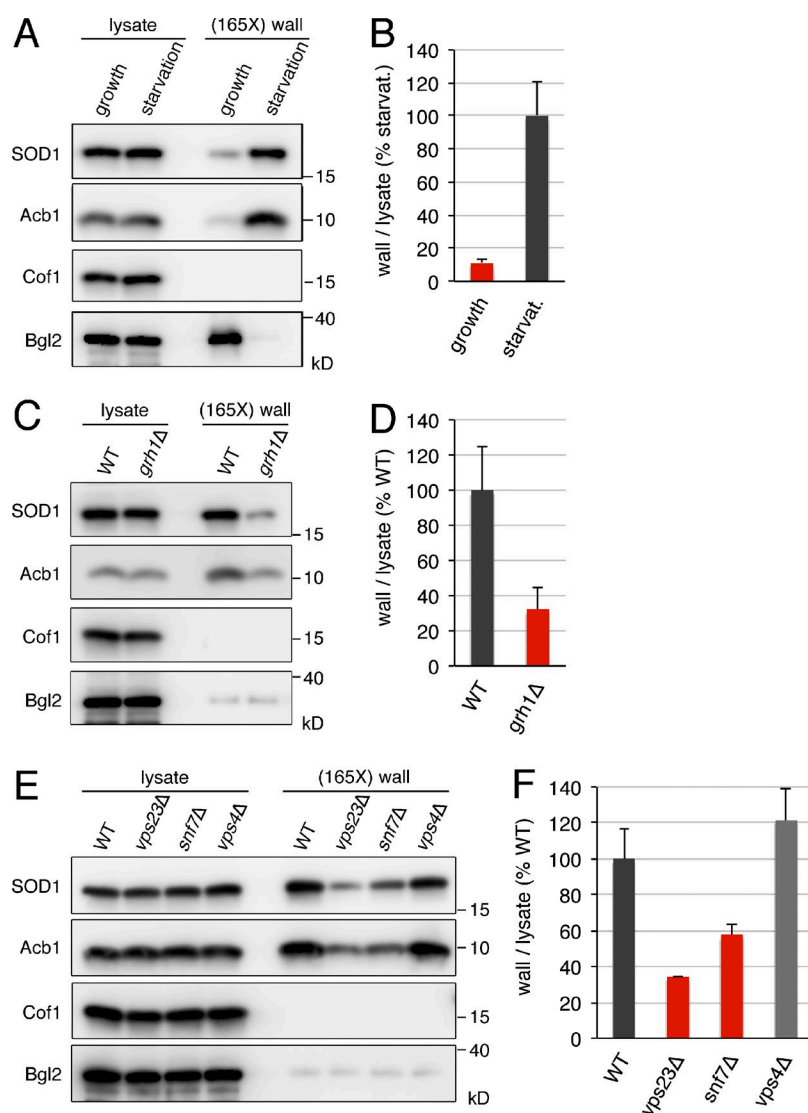 A
lysate
(165X) wall
growth
starvation
growth
starvation
SOD1
15
Acb1
10
Cof1
15
Bgl2
40
kD
B
wall / lysate (% starvat.)
140
120
100
80
60
40
20
0
growth
starvat.
C
lysate
(165X) wall
WT
grh1Δ
WT
grh1Δ
SOD1
15
Acb1
10
Cof1
15
Bgl2
40
kD
D
wall / lysate (% WT)
140
120
100
80
60
40
20
0
WT
grh1Δ
E
lysate
(165X) wall
WT
vps23Δ
snf7Δ
vps4Δ
WT
vps23Δ
snf7Δ
vps4Δ
SOD1
15
Acb1
10
Cof1
15
Bgl2
40
kD
F
wall / lysate (% WT)
140
120
100
80
60
40
20
0
WT
vps23Δ
snf7Δ
vps4Δ